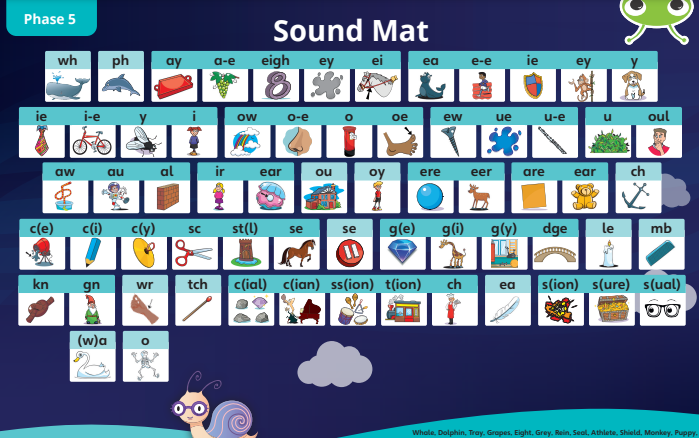 Phase 5
Sound Mat
wh ph ay a-e eigh ey ei ea e-e ie ey y
ie i-e y i ow o-e o oe ew ue u-e u oul
aw au al ir ear ou oy ere eer are ear ch
c(e) c(i) c(y) sc st(l) se se g(e) g(i) g(y) dge le mb
kn gn wr tch c(ial) c(ian) ss(ion) t(ion) ch ea s(ion) s(ure) s(ual)
(w)a o
Whale, Dolphin, Tray, Grapes, Eight, Grey, Rein, Seal, Athlete, Shield, Monkey, Puppy,